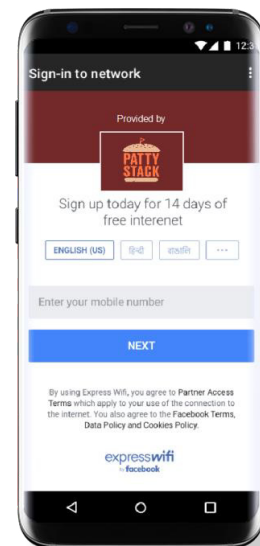 12:3
Sign-in to network
Provided by
PATTY
STACK
Sign up today for 14 days of
free interenet
ENGLISH (US) हिन्दी ...
Enter your mobile number
NEXT
By using Express Wifi, you agree to Partner Access
Terms which apply to your use of the connection to
the internet. You also agree to the Facebook Terms,
Data Policy and Cookies Policy.
expresswifi
by facebook